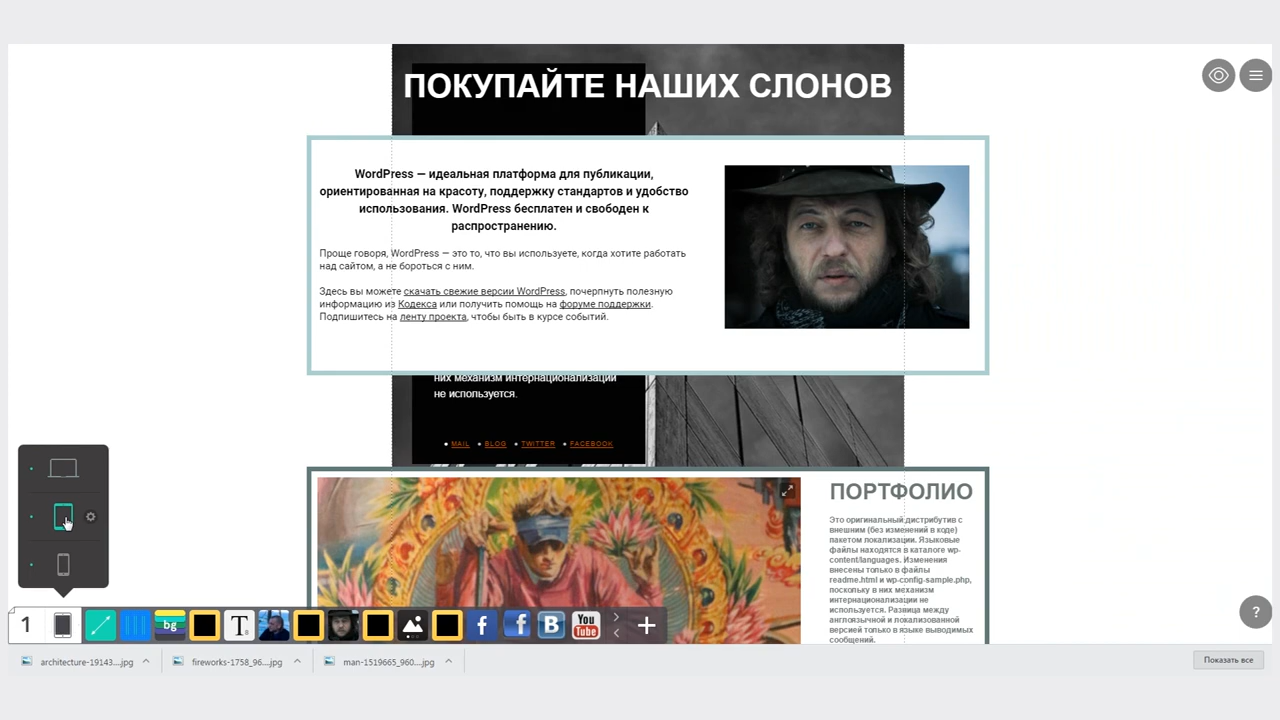 ПОКУПАЙТЕ НАШИХ СЛОНОВ
WordPress — идеальная платформа для публикации,
ориентированная на красоту, поддержку стандартов и удобство
использования. WordPress бесплатен и свободен к
распространению.
Проще говоря, WordPress — это то, что вы используете, когда хотите работать
над сайтом, а не бороться с ним.
Здесь вы можете скачать свежие версии WordPress, почерпнуть полезную
информацию из Кодекса или получить помощь на форуме поддержки.
Подпишитесь на ленту проекта, чтобы быть в курсе событий.
них механизм интернационализации
не используется.
MAIL BLOG TWITTER FACEBOOK
ПОРТФОЛИО
Это оригинальный дистрибутив с
внешним (без изменений в коде)
пакетом локализации. Языковые
файлы находятся в каталоге wp-
content/languages. Изменения
внесены только в файлы
readme.html и wp-config-sample.php,
поскольку в них механизм
интернационализации не
используется. Разница между
англоязычной и локализованной
версией только в языке выводимых
сообщений.
1
bg
T
f
f
B
You
Tube
+
?
architecture-19143....jpg
fireworks-1758_96....jpg
man-1519665_960....jpg
Показать все